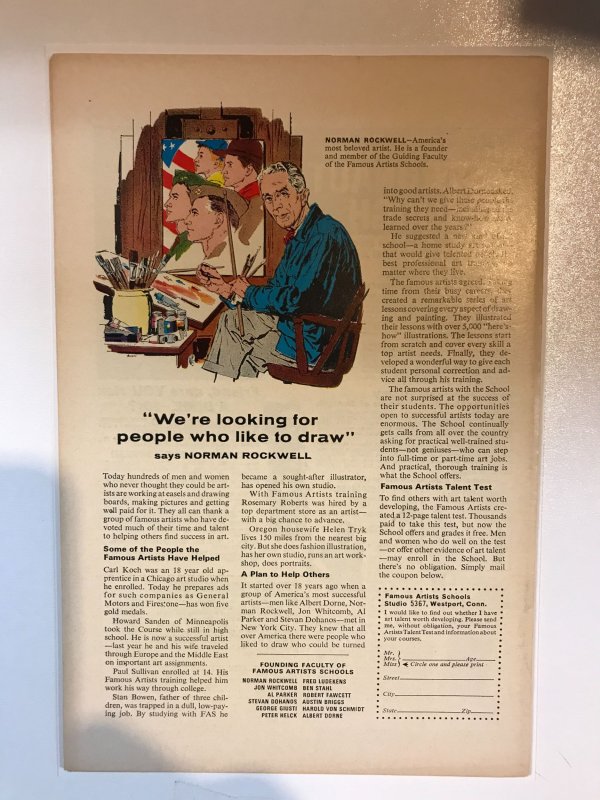 NORMAN ROCKWELL—America's
most beloved artist. He is a founder
and member of the Guiding Faculty
of the Famous Artists Schools.
"We're looking for
people who like to draw"
says NORMAN ROCKWELL
Today hundreds of men and women
who never thought they could be art-
ists are working at easels and drawing
boards, making pictures and getting
well paid for it. They all can thank a
group of famous artists who have de-
voted much of their time and talent
to helping others find success in art.
Some of the People the
Famous Artists Have Helped
Carl Koch was an 18 year old ap-
prentice in a Chicago art studio when
he enrolled. Today he prepares ads
for such companies as General
Motors and Firestone—has won five
gold medals.
Howard Sanden of Minneapolis
took the Course while still in high
school. He is now a successful artist
—last year he and his wife traveled
through Europe and the Middle East
on important art assignments.
Paul Sullivan enrolled at 14. His
Famous Artists training helped him
work his way through college.
Stan Bowen, father of three chil-
dren, was trapped in a dull, low-pay-
ing job. By studying with FAS he
became a sought-after illustrator,
has opened his own studio.
With Famous Artists training
Rosemary Roberts was hired by a
top department store as an artist—
with a big chance to advance.
Oregon housewife Helen Tryk
lives 150 miles from the nearest big
city. But she does fashion illustration,
has her own studio, runs an art work-
shop, does portraits.
A Plan to Help Others
It started over 18 years ago when a
group of America's most successful
artists—men like Albert Dorne, Nor-
man Rockwell, Jon Whitcomb, Al
Parker and Stevan Dohanos—met in
New York City. They knew that all
over America there were people who
liked to draw who could be turned
FOUNDING FACULTY OF
FAMOUS ARTISTS SCHOOLS
NORMAN ROCKWELL FRED LUDEKENS
JON WHITCOMB BEN STAHL
AL PARKER ROBERT FAWCETT
STEVAN DOHANOS AUSTIN BRIGGS
GEORGE GIUSTI HAROLD VON SCHMIDT
PETER HELCK ALBERT DORNE
into good artists. Albert Dorne asked,
"Why can't we give these people the
training they need—including the
trade secrets and know-how we've
learned over the years?"
He suggested a new kind of art
school—a home study art school
that would give talented people
best professional art training no
matter where they live.
The famous artists agreed. Taking
time from their busy careers, they
created a remarkable series of art
lessons covering every aspect of draw-
ing and painting. They illustrated
their lessons with over 5,000 "here's-
how" illustrations. The lessons start
from scratch and cover every skill a
top artist needs. Finally, they de-
veloped a wonderful way to give each
student personal correction and ad-
vice all through his training.
The famous artists with the School
are not surprised at the success of
their students. The opportunities
open to successful artists today are
enormous. The School continually
gets calls from all over the country
asking for practical well-trained stu-
dents—not geniuses—who can step
into full-time or part-time art jobs.
And practical, thorough training is
what the School offers.
Famous Artists Talent Test
To find others with art talent worth
developing, the Famous Artists cre-
ated a 12-page talent test. Thousands
paid to take this test, but now the
School offers and grades it free. Men
and women who do well on the test
—or offer other evidence of art talent
—may enroll in the School. But
there's no obligation. Simply mail
the coupon below.
Famous Artists Schools
Studio 5367, Westport, Conn.
I would like to find out whether I have
art talent worth developing. Please send
me, without obligation, your Famous
Artists Talent Test and information about
your courses.
Mr.
Mrs. Age
Miss Circle one and please print
Street
City
State Zip